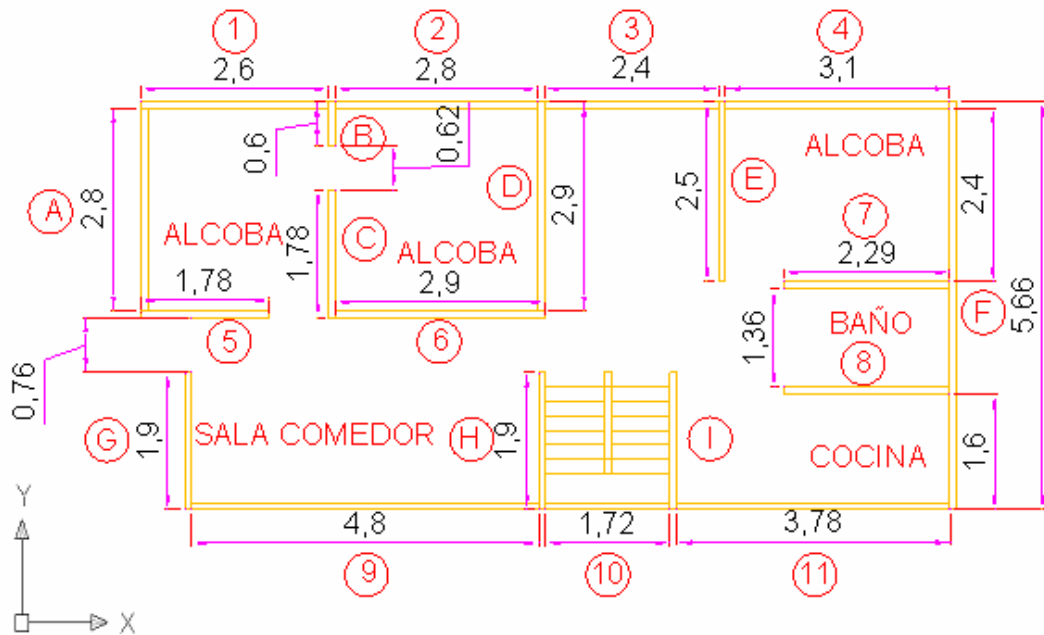 1 2 3 4
2,6 2,8 2,4 3,1
0,6 B 0,62 ALCOBA
A 2,8 D 2,9 2,5 E 7 2,4
ALCOBA 1,78 C ALCOBA 2,29
1,78 2,9 F 5,66
5 6 1,36 BAÑO
0,76 8
G 1,9 SALA COMEDOR H 1,9 I COCINA 1,6
Y
4,8 1,72 3,78
9 10 11
X